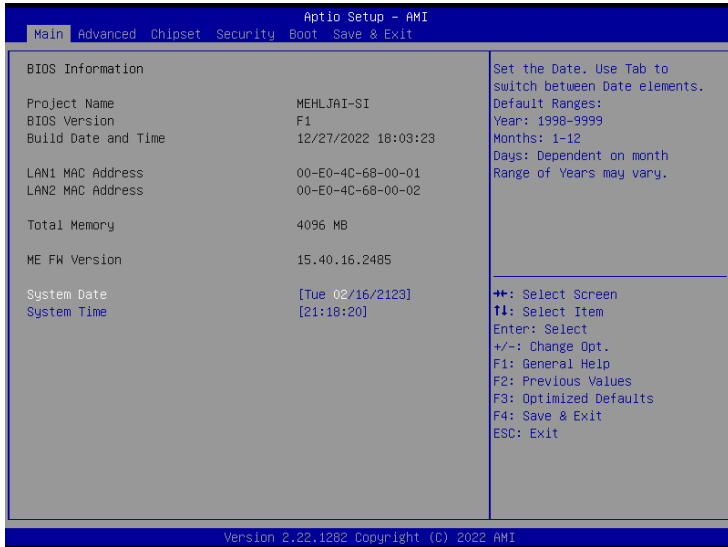 Aptio Setup – AMI
Main Advanced Chipset Security Boot Save & Exit
BIOS Information
Project Name MEHLJAI-SI
BIOS Version F1
Build Date and Time 12/27/2022 18:03:23
LAN1 MAC Address 00-E0-4C-68-00-01
LAN2 MAC Address 00-E0-4C-68-00-02
Total Memory 4096 MB
ME FW Version 15.40.16.2485
System Date [Tue 02/16/2123]
System Time [21:18:20]
Set the Date. Use Tab to
switch between Date elements.
Default Ranges:
Year: 1998-9999
Months: 1-12
Days: Dependent on month
Range of Years may vary.
→←: Select Screen
↑↓: Select Item
Enter: Select
+/-: Change Opt.
F1: General Help
F2: Previous Values
F3: Optimized Defaults
F4: Save & Exit
ESC: Exit
Version 2.22.1282 Copyright (C) 2022 AMI